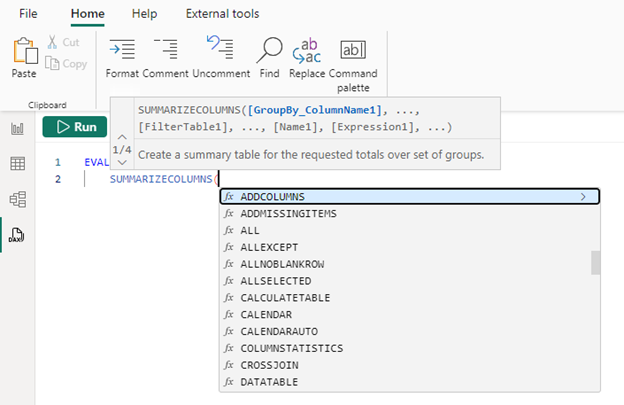 File Home Help External tools
Cut
Copy
Paste Format Comment Uncomment Find Replace Command palette
Clipboard
Run
SUMMARIZECOLUMNS([GroupBy_ColumnName1], ...,
[FilterTable1], ..., [Name1], [Expression1], ...)
1/4
Create a summary table for the requested totals over set of groups.
1 EVAL
2 SUMMARIZECOLUMNS(
fx ADDCOLUMNS
fx ADDMISSINGITEMS
fx ALL
fx ALLEXCEPT
fx ALLNOBLANKROW
fx ALLSELECTED
fx CALCULATETABLE
fx CALENDAR
fx CALENDARAUTO
fx COLUMNSTATISTICS
fx CROSSJOIN
fx DATATABLE
DAX